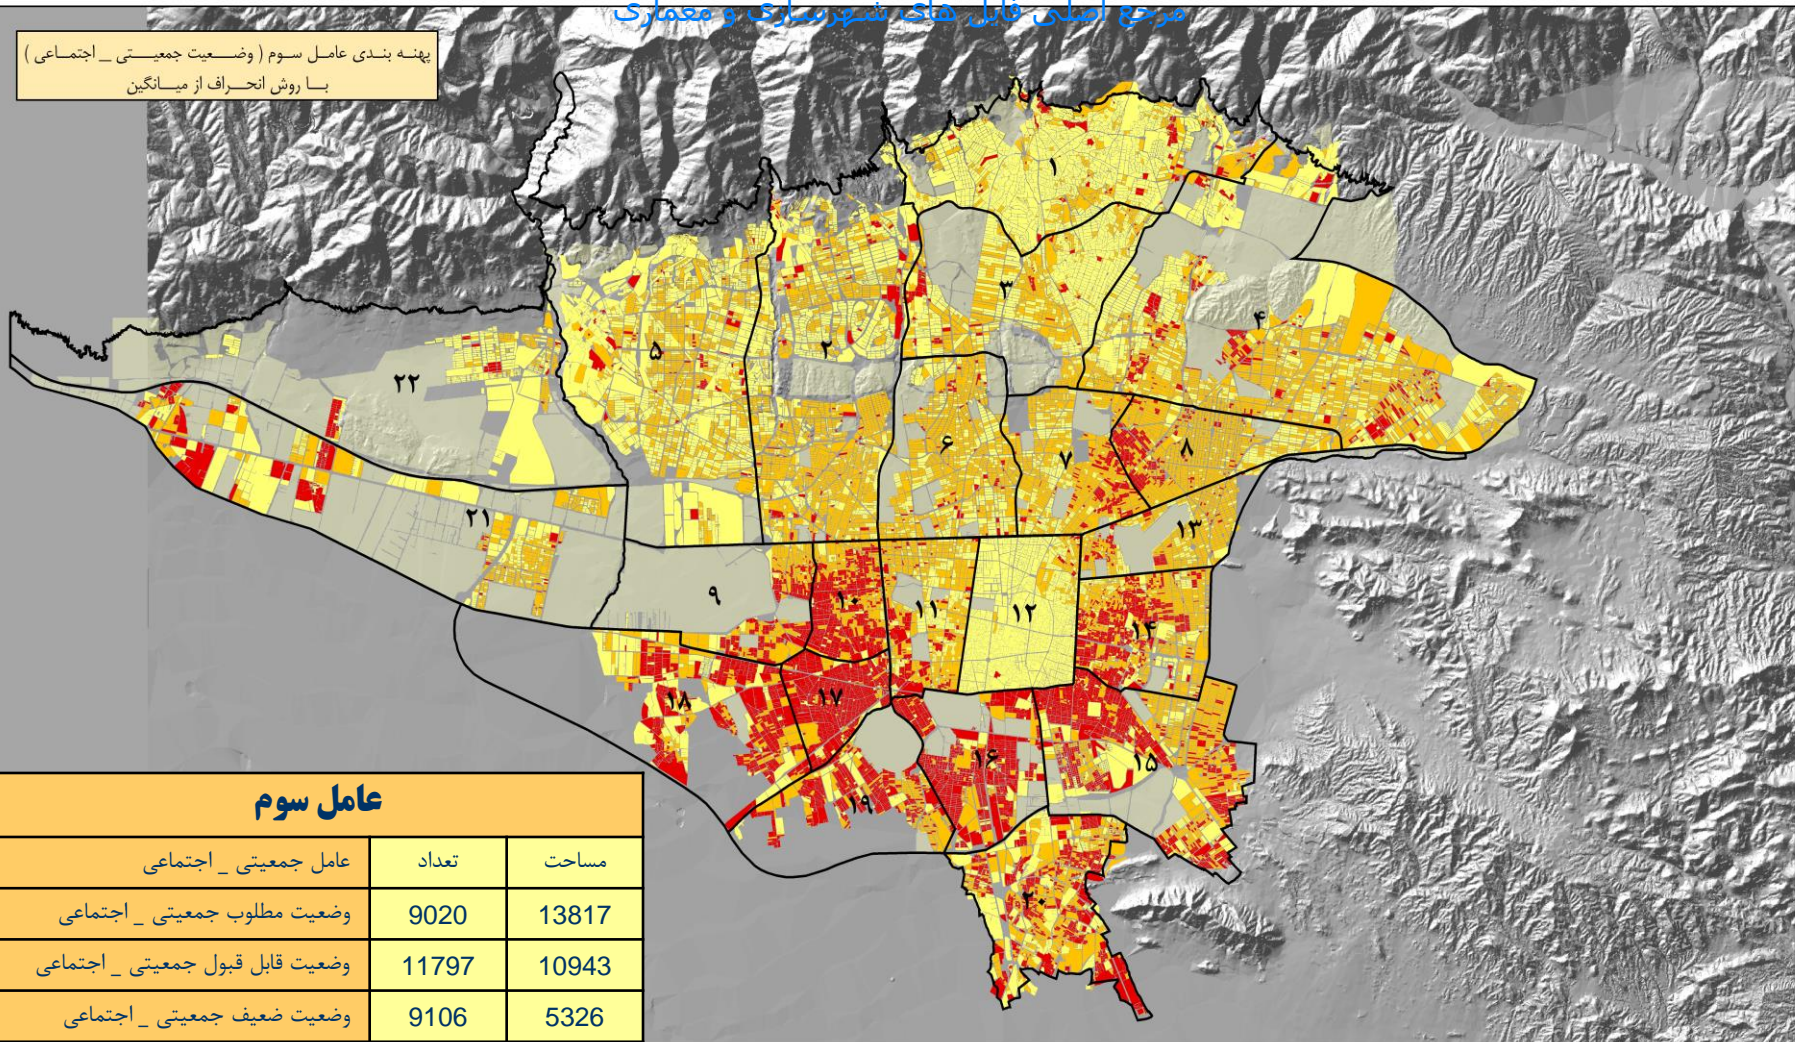 مرجع اصلی فایل های شهرسازی و معماری
پهنه بندی عامل سوم ( وضعیت جمعیتی _ اجتماعی )
با روش انحراف از میانگین
۱
۳
۴
۲
۵
۲۲
۶
۷
۸
۲۱
۱۳
۹
۱۰
۱۱
۱۲
۱۴
۱۸
۱۷
۱۶
۱۵
۱۹
۲۰
عامل سوم
عامل جمعیتی _ اجتماعی تعداد مساحت
وضعیت مطلوب جمعیتی _ اجتماعی 9020 13817
وضعیت قابل قبول جمعیتی _ اجتماعی 11797 10943
وضعیت ضعیف جمعیتی _ اجتماعی 9106 5326